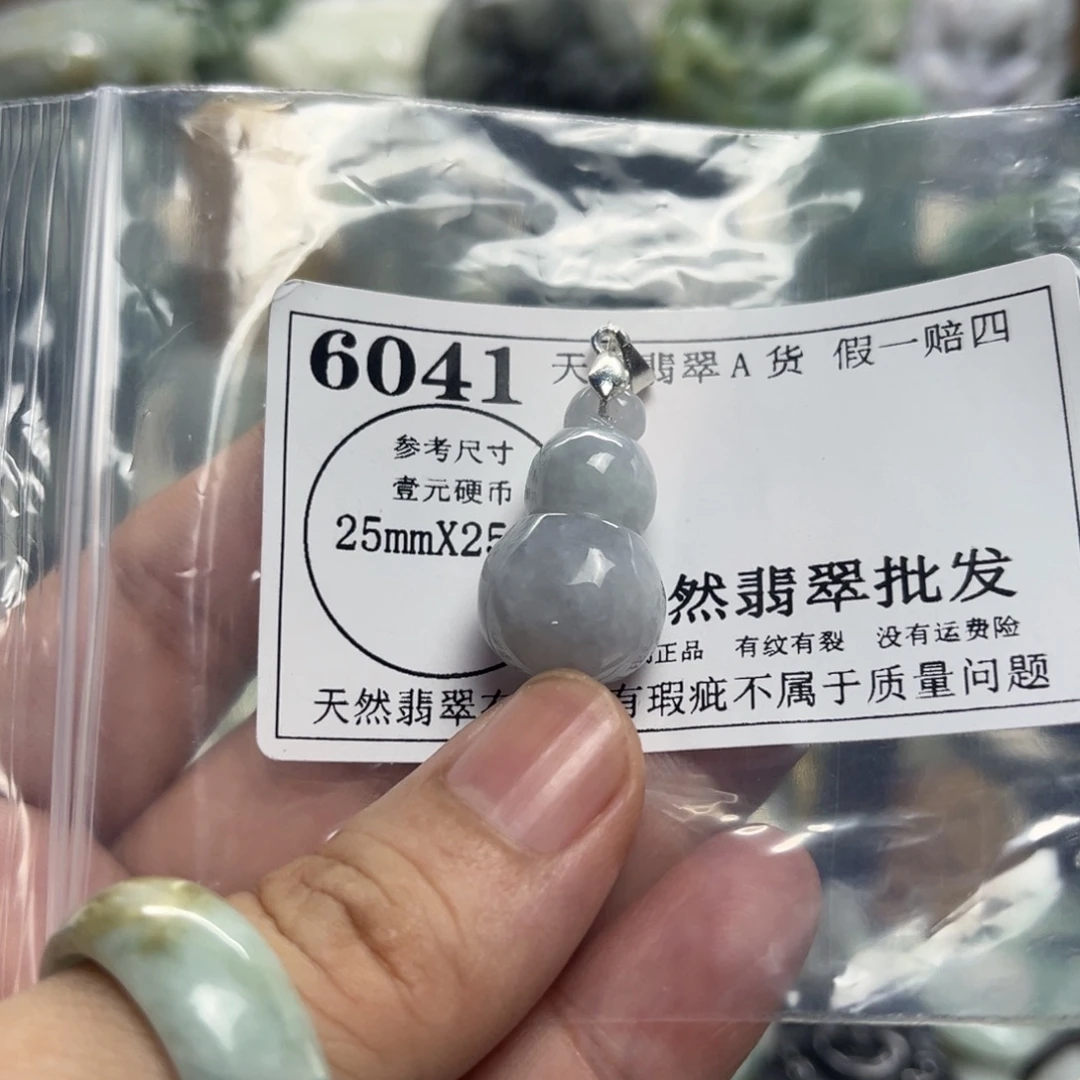 6041 天 翡翠A货 假一赔四
参考尺寸
壹元硬币
25mmX25
然翡翠批发
正品 有纹有裂 没有运费险
天然翡翠 有瑕疵不属于质量问题